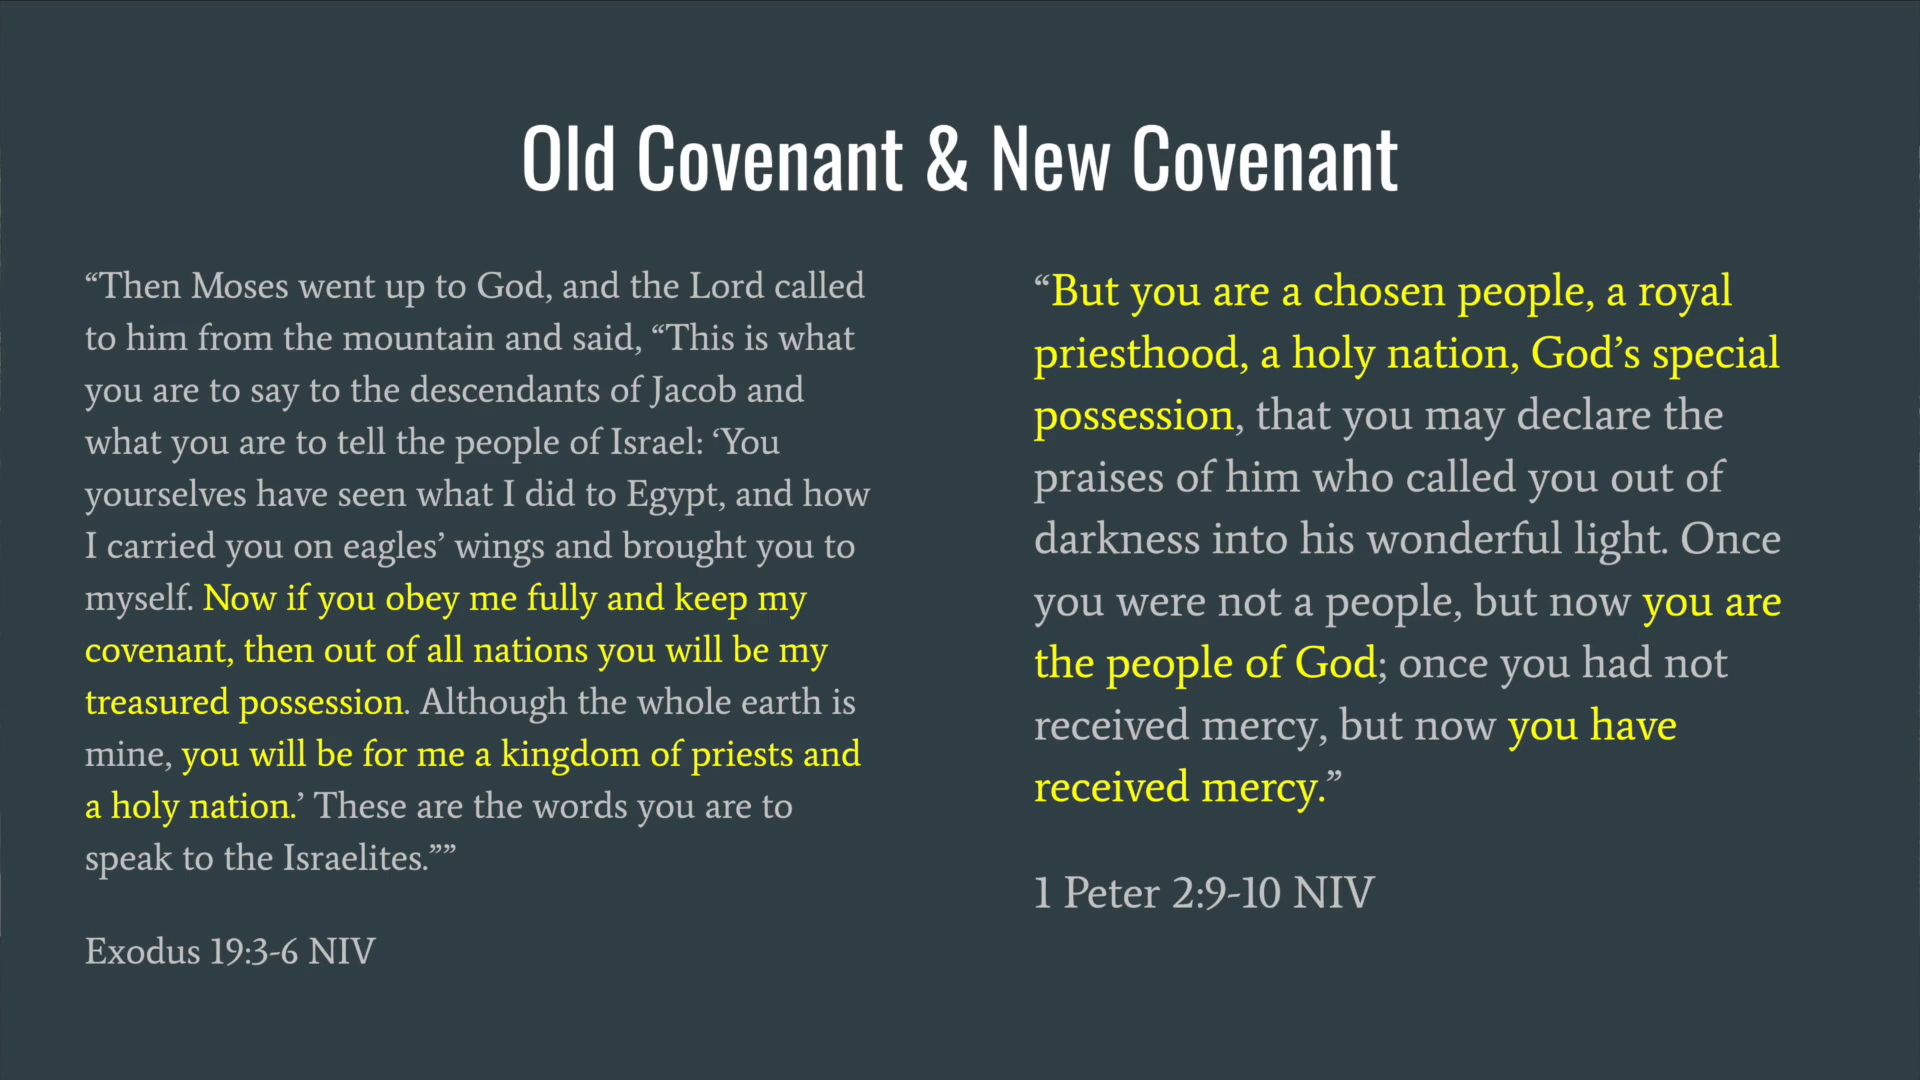 Old Covenant & New Covenant
“Then Moses went up to God, and the Lord called
to him from the mountain and said, “This is what
you are to say to the descendants of Jacob and
what you are to tell the people of Israel: ‘You
yourselves have seen what I did to Egypt, and how
I carried you on eagles’ wings and brought you to
myself. Now if you obey me fully and keep my
covenant, then out of all nations you will be my
treasured possession. Although the whole earth is
mine, you will be for me a kingdom of priests and
a holy nation.’ These are the words you are to
speak to the Israelites.””
Exodus 19:3-6 NIV
“But you are a chosen people, a royal
priesthood, a holy nation, God’s special
possession, that you may declare the
praises of him who called you out of
darkness into his wonderful light. Once
you were not a people, but now you are
the people of God; once you had not
received mercy, but now you have
received mercy.”
1 Peter 2:9-10 NIV